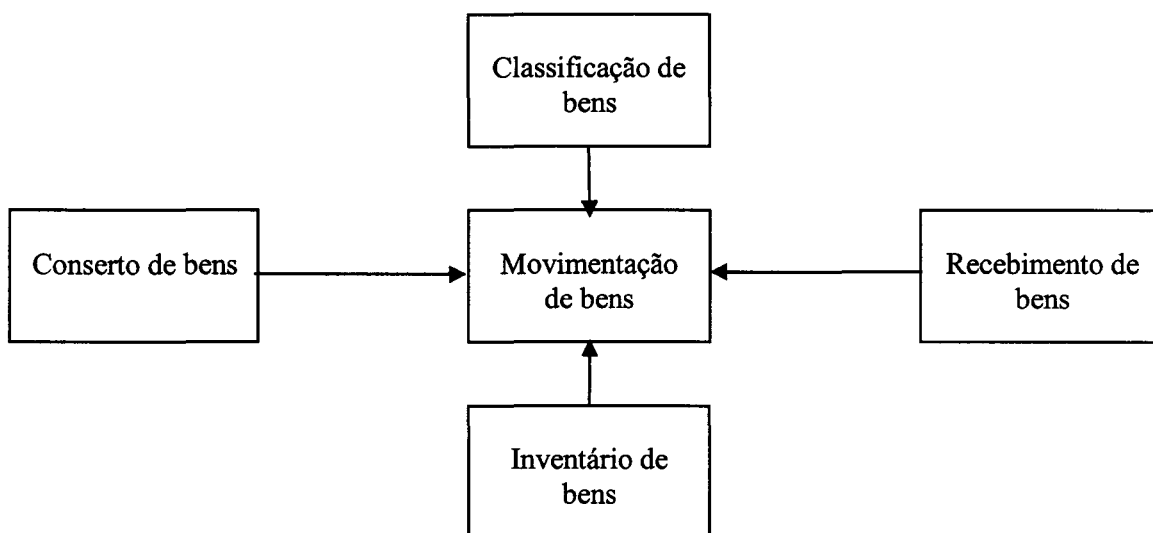 Classificação de
bens
Conserto de bens
Movimentação
de bens
Recebimento de
bens
Inventário de
bens